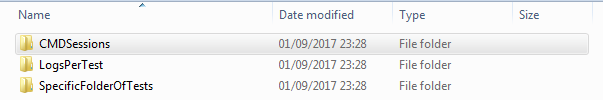 Name Date modified Type Size
CMDSessions 01/09/2017 23:28 File folder
LogsPerTest 01/09/2017 23:28 File folder
SpecificFolderOfTests 01/09/2017 23:28 File folder